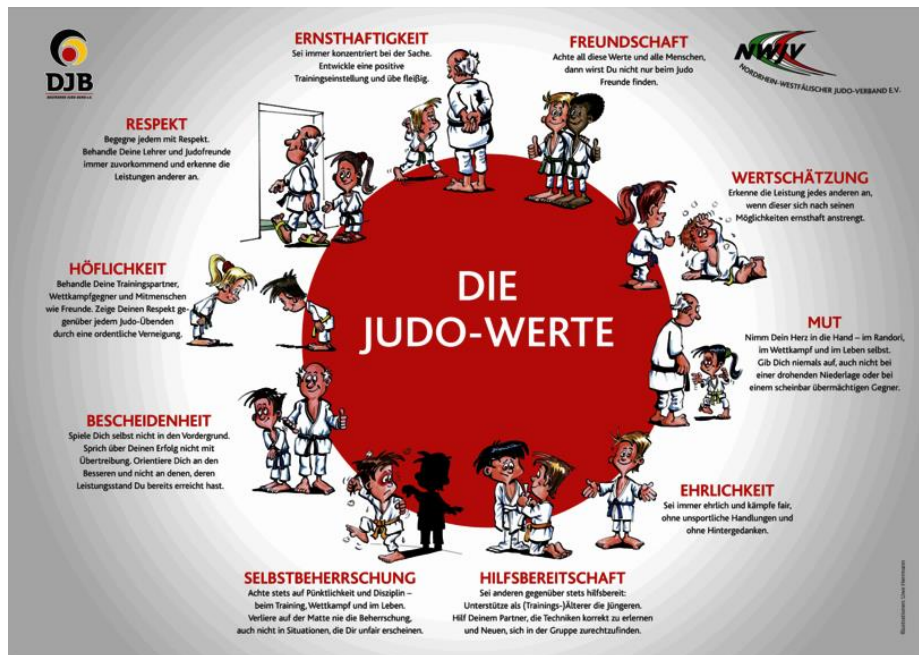 DJB
DEUTSCHER JUDO-BUND E.V.
NWJV
NORDRHEIN-WESTFÄLISCHER JUDO-VERBAND E.V.
DIE
JUDO-WERTE
ERNSTHAFTIGKEIT
Sei immer konzentriert bei der Sache.
Entwickle eine positive
Trainingseinstellung und übe fleißig.
FREUNDSCHAFT
Achte all diese Werte und alle Menschen,
dann wirst Du nicht nur beim Judo
Freunde finden.
WERTSCHÄTZUNG
Erkenne die Leistung jedes anderen an,
wenn dieser sich nach seinen
Möglichkeiten ernsthaft anstrengt.
MUT
Nimm Dein Herz in die Hand – im Randori,
im Wettkampf und im Leben selbst.
Gib Dich niemals auf, auch nicht bei
einer drohenden Niederlage oder bei
einem scheinbar übermächtigen Gegner.
EHRLICHKEIT
Sei immer ehrlich und kämpfe fair,
ohne unsportliche Handlungen und
ohne Hintergedanken.
HILFSBEREITSCHAFT
Sei anderen gegenüber stets hilfsbereit:
Unterstütze als (Trainings-)Älterer die Jüngeren.
Hilf Deinem Partner, die Techniken korrekt zu erlernen
und Neuen, sich in der Gruppe zurechtzufinden.
SELBSTBEHERRSCHUNG
Achte stets auf Pünktlichkeit und Disziplin –
beim Training, Wettkampf und im Leben.
Verliere auf der Matte nie die Beherrschung,
auch nicht in Situationen, die Dir unfair erscheinen.
BESCHEIDENHEIT
Spiele Dich selbst nicht in den Vordergrund.
Sprich über Deinen Erfolg nicht mit
Übertreibung. Orientiere Dich an den
Besseren und nicht an denen, deren
Leistungsstand Du bereits erreicht hast.
HÖFLICHKEIT
Behandle Deine Trainingspartner,
Wettkampfgegner und Mitmenschen
wie Freunde. Zeige Deinen Respekt ge-
genüber jedem Judo-Übenden
durch eine ordentliche Verneigung.
RESPEKT
Begegne jedem mit Respekt.
Behandle Deine Lehrer und Judofreunde
immer zuvorkommend und erkenne die
Leistungen anderer an.